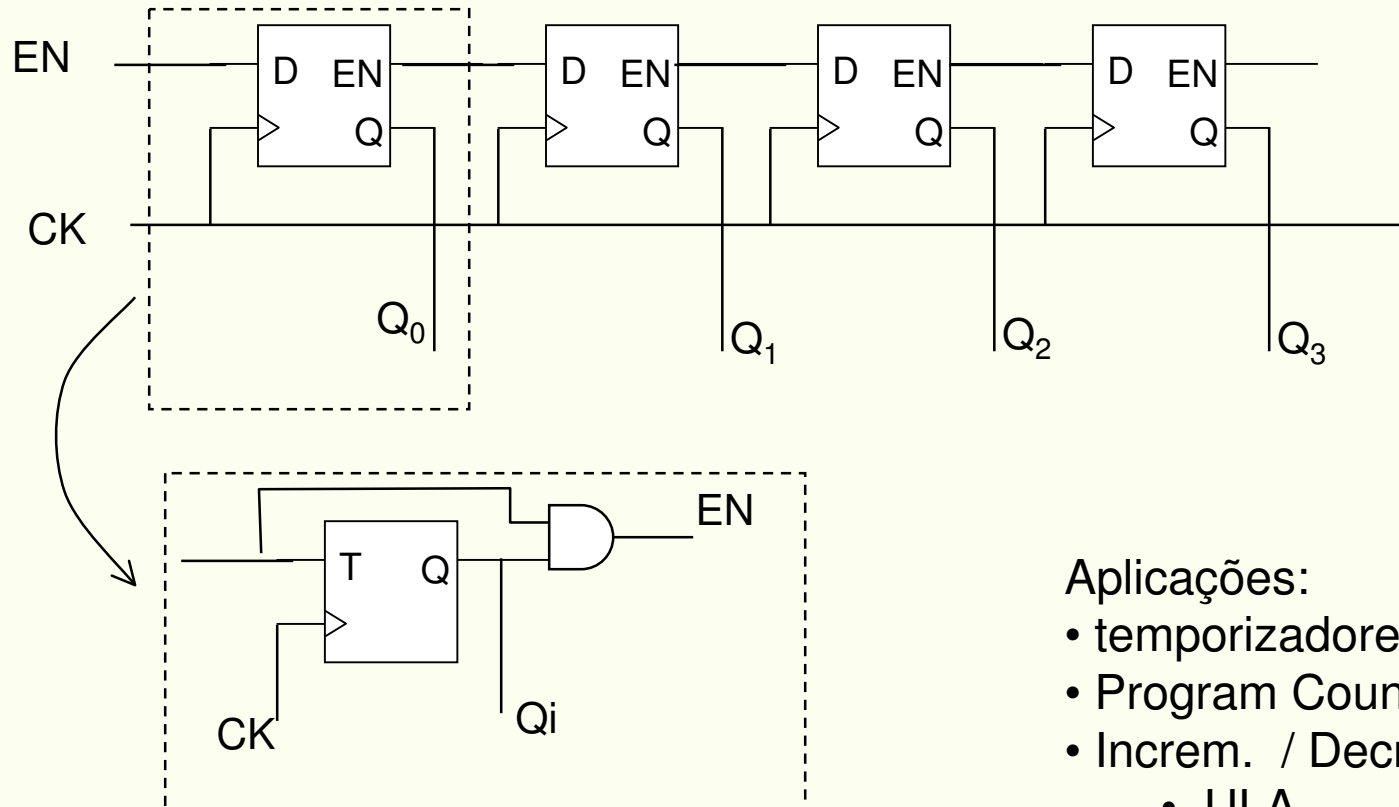 EN
D EN
Q
D EN
Q
D EN
Q
D EN
Q
CK
Q0
Q1
Q2
Q3
EN
T Q
CK
Qi
Aplicações:
• temporizadore
• Program Coun
• Increm. / Decr